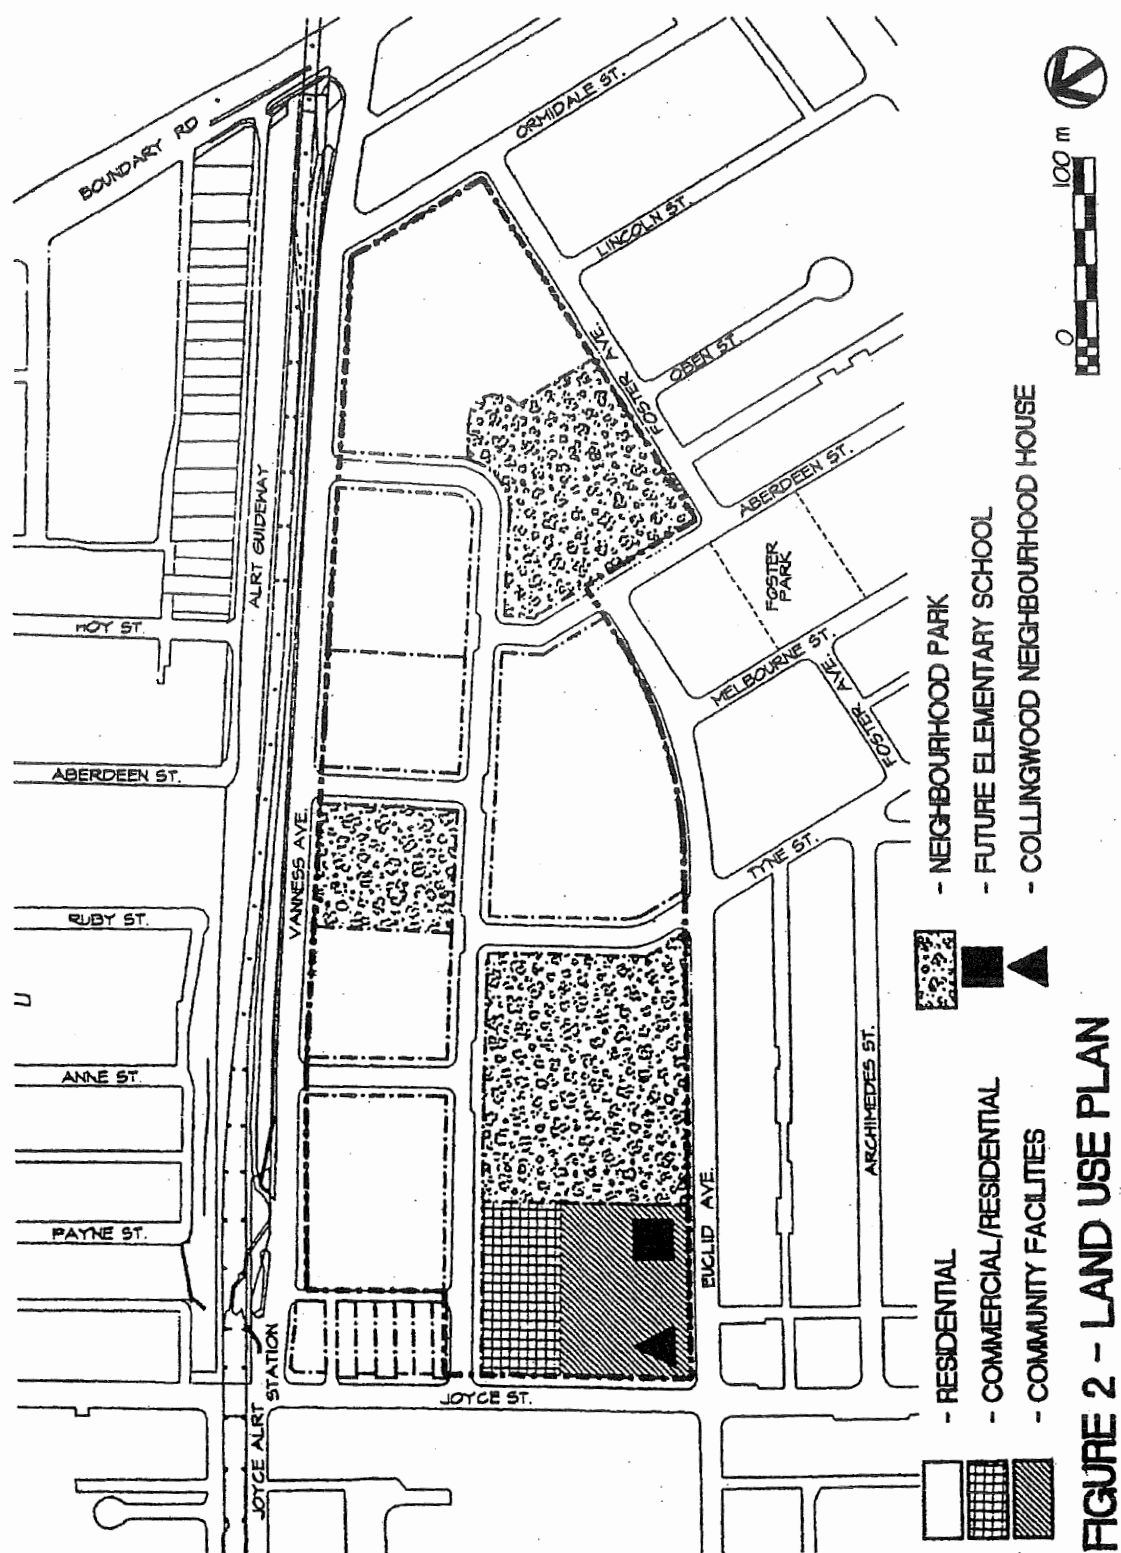 BOUNDARY RD
ORMIDALE ST.
LINCOLN ST.
FOSTER AVE.
OBEN ST.
ALRT GUIDEWAY
ABERDEEN ST.
HOY ST.
FOSTER
PARK
MELBOURNE ST.
FOSTER AVE.
ABERDEEN ST.
VANNESS AVE.
TYNE ST.
RUBY ST.
ANNE ST.
ARCHIMEDES ST.
PAYNE ST.
EUCLID AVE.
JOYCE ALRT STATION
JOYCE ST.
0 100 m
- RESIDENTIAL
- COMMERCIAL/RESIDENTIAL
- COMMUNITY FACILITIES
- NEIGHBOURHOOD PARK
- FUTURE ELEMENTARY SCHOOL
- COLLINGWOOD NEIGHBOURHOOD HOUSE
FIGURE 2 - LAND USE PLAN